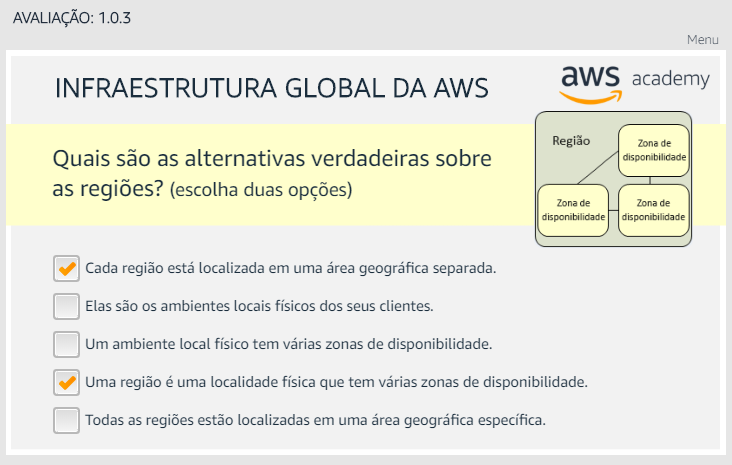 AVALIAÇÃO: 1.0.3
Menu
INFRAESTRUTURA GLOBAL DA AWS
aws academy
Quais são as alternativas verdadeiras sobre
as regiões? (escolha duas opções)
Região
Zona de
disponibilidade
Zona de
disponibilidade
Zona de
disponibilidade
Cada região está localizada em uma área geográfica separada.
Elas são os ambientes locais físicos dos seus clientes.
Um ambiente local físico tem várias zonas de disponibilidade.
Uma região é uma localidade física que tem várias zonas de disponibilidade.
Todas as regiões estão localizadas em uma área geográfica específica.